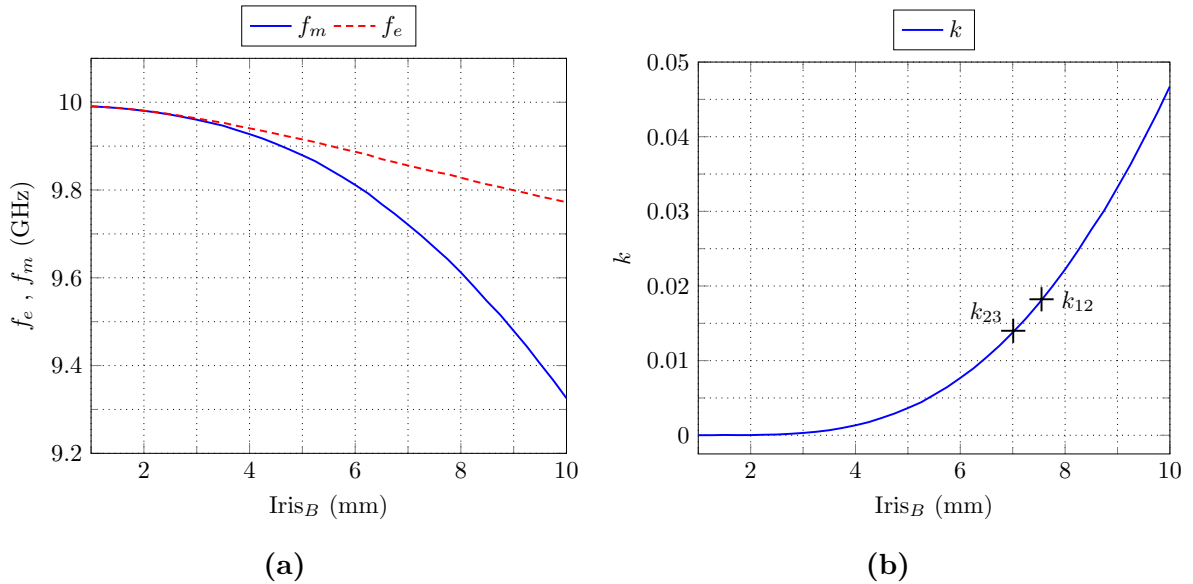 f_m f_e
10
9.8
9.6
9.4
9.2
2 4 6 8 10
f_e , f_m (GHz)
Iris_B (mm)
(a)
k
0.05
0.04
0.03
0.02
0.01
0
2 4 6 8 10
k
k_23
k_12
Iris_B (mm)
(b)